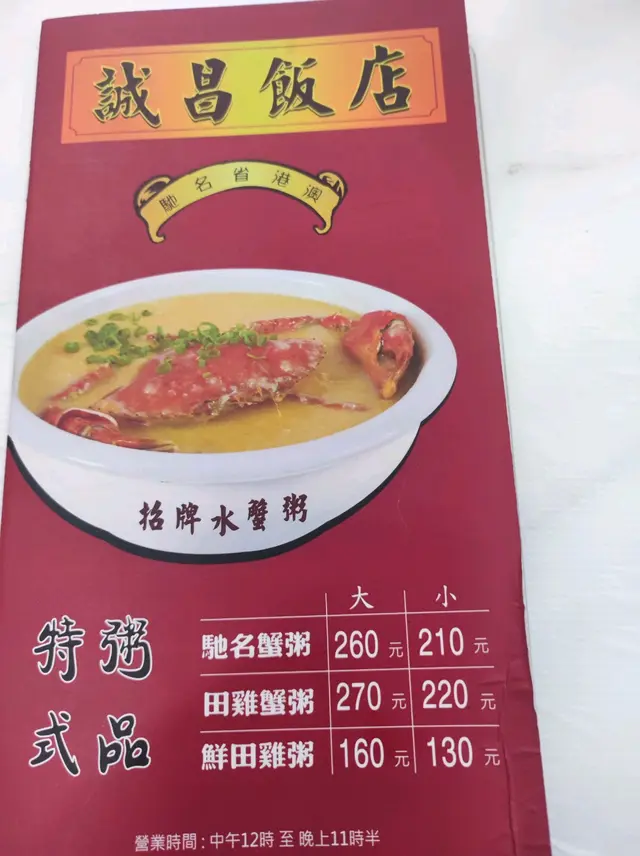 誠昌飯店
馳名省港澳
招牌水蟹粥
特式粥品
大 小
馳名蟹粥 260元 210元
田雞蟹粥 270元 220元
鮮田雞粥 160元 130元
營業時間：中午12時 至 晚上11時半